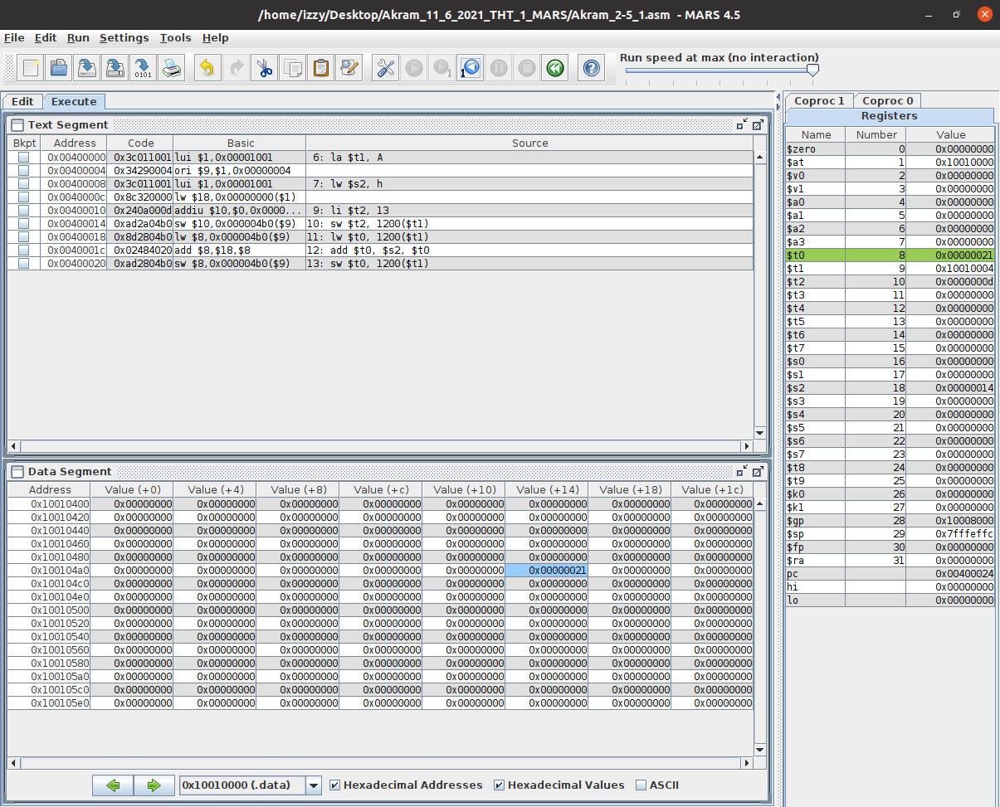 /home/izzy/Desktop/Akram_11_6_2021_THT_1_MARS/Akram_2-5_1.asm - MARS 4.5
File Edit Run Settings Tools Help
Run speed at max (no interaction)
Edit Execute
Text Segment
Bkpt Address Code Basic Source
0x00400000 0x3c011001 lui $1,0x00001001 6: la $t1, A
0x00400004 0x34290004 ori $9,$1,0x00000004
0x00400008 0x3c011001 lui $1,0x00001001 7: lw $s2, h
0x0040000c 0x8c320000 lw $18,0x00000000($1)
0x00400010 0x240a000d addiu $10,$0,0x0000... 9: li $t2, 13
0x00400014 0xad2a04b0 sw $10,0x000004b0($9) 10: sw $t2, 1200($t1)
0x00400018 0x8d2804b0 lw $8,0x000004b0($9) 11: lw $t0, 1200($t1)
0x0040001c 0x02484020 add $8,$18,$8 12: add $t0, $s2, $t0
0x00400020 0xad2804b0 sw $8,0x000004b0($9) 13: sw $t0, 1200($t1)
Data Segment
Address Value (+0) Value (+4) Value (+8) Value (+c) Value (+10) Value (+14) Value (+18) Value (+1c)
0x10010400 0x00000000 0x00000000 0x00000000 0x00000000 0x00000000 0x00000000 0x00000000 0x00000000
0x10010420 0x00000000 0x00000000 0x00000000 0x00000000 0x00000000 0x00000000 0x00000000 0x00000000
0x10010440 0x00000000 0x00000000 0x00000000 0x00000000 0x00000000 0x00000000 0x00000000 0x00000000
0x10010460 0x00000000 0x00000000 0x00000000 0x00000000 0x00000000 0x00000000 0x00000000 0x00000000
0x10010480 0x00000000 0x00000000 0x00000000 0x00000000 0x00000000 0x00000000 0x00000000 0x00000000
0x100104a0 0x00000000 0x00000000 0x00000000 0x00000000 0x00000000 0x00000021 0x00000000 0x00000000
0x100104c0 0x00000000 0x00000000 0x00000000 0x00000000 0x00000000 0x00000000 0x00000000 0x00000000
0x100104e0 0x00000000 0x00000000 0x00000000 0x00000000 0x00000000 0x00000000 0x00000000 0x00000000
0x10010500 0x00000000 0x00000000 0x00000000 0x00000000 0x00000000 0x00000000 0x00000000 0x00000000
0x10010520 0x00000000 0x00000000 0x00000000 0x00000000 0x00000000 0x00000000 0x00000000 0x00000000
0x10010540 0x00000000 0x00000000 0x00000000 0x00000000 0x00000000 0x00000000 0x00000000 0x00000000
0x10010560 0x00000000 0x00000000 0x00000000 0x00000000 0x00000000 0x00000000 0x00000000 0x00000000
0x10010580 0x00000000 0x00000000 0x00000000 0x00000000 0x00000000 0x00000000 0x00000000 0x00000000
0x100105a0 0x00000000 0x00000000 0x00000000 0x00000000 0x00000000 0x00000000 0x00000000 0x00000000
0x100105c0 0x00000000 0x00000000 0x00000000 0x00000000 0x00000000 0x00000000 0x00000000 0x00000000
0x100105e0 0x00000000 0x00000000 0x00000000 0x00000000 0x00000000 0x00000000 0x00000000 0x00000000
0x10010000 (.data) Hexadecimal Addresses Hexadecimal Values ASCII
Coproc 1 Coproc 0
Registers
Name Number Value
$zero 0 0x00000000
$at 1 0x10010000
$v0 2 0x00000000
$v1 3 0x00000000
$a0 4 0x00000000
$a1 5 0x00000000
$a2 6 0x00000000
$a3 7 0x00000000
$t0 8 0x00000021
$t1 9 0x10010004
$t2 10 0x0000000d
$t3 11 0x00000000
$t4 12 0x00000000
$t5 13 0x00000000
$t6 14 0x00000000
$t7 15 0x00000000
$s0 16 0x00000000
$s1 17 0x00000000
$s2 18 0x00000014
$s3 19 0x00000000
$s4 20 0x00000000
$s5 21 0x00000000
$s6 22 0x00000000
$s7 23 0x00000000
$t8 24 0x00000000
$t9 25 0x00000000
$k0 26 0x00000000
$k1 27 0x00000000
$gp 28 0x10008000
$sp 29 0x7fffeffc
$fp 30 0x00000000
$ra 31 0x00000000
pc 0x00400024
hi 0x00000000
lo 0x00000000